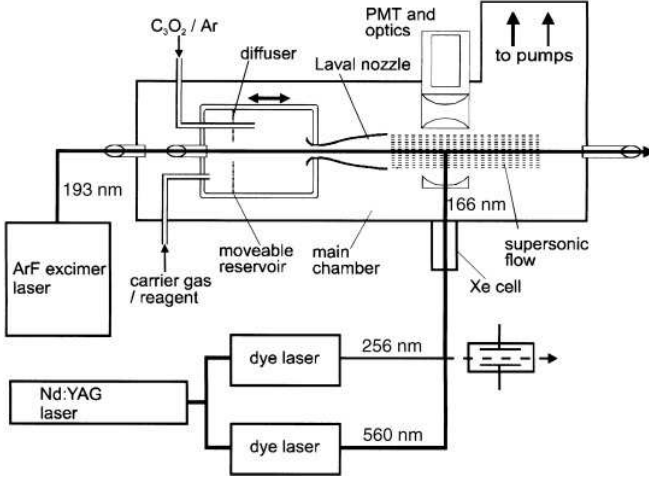 C₃O₂ / Ar
diffuser
Laval nozzle
PMT and
optics
to pumps
193 nm
166 nm
ArF excimer
laser
carrier gas
/ reagent
moveable
reservoir
main
chamber
supersonic
flow
Xe cell
dye laser
256 nm
Nd:YAG
laser
dye laser
560 nm